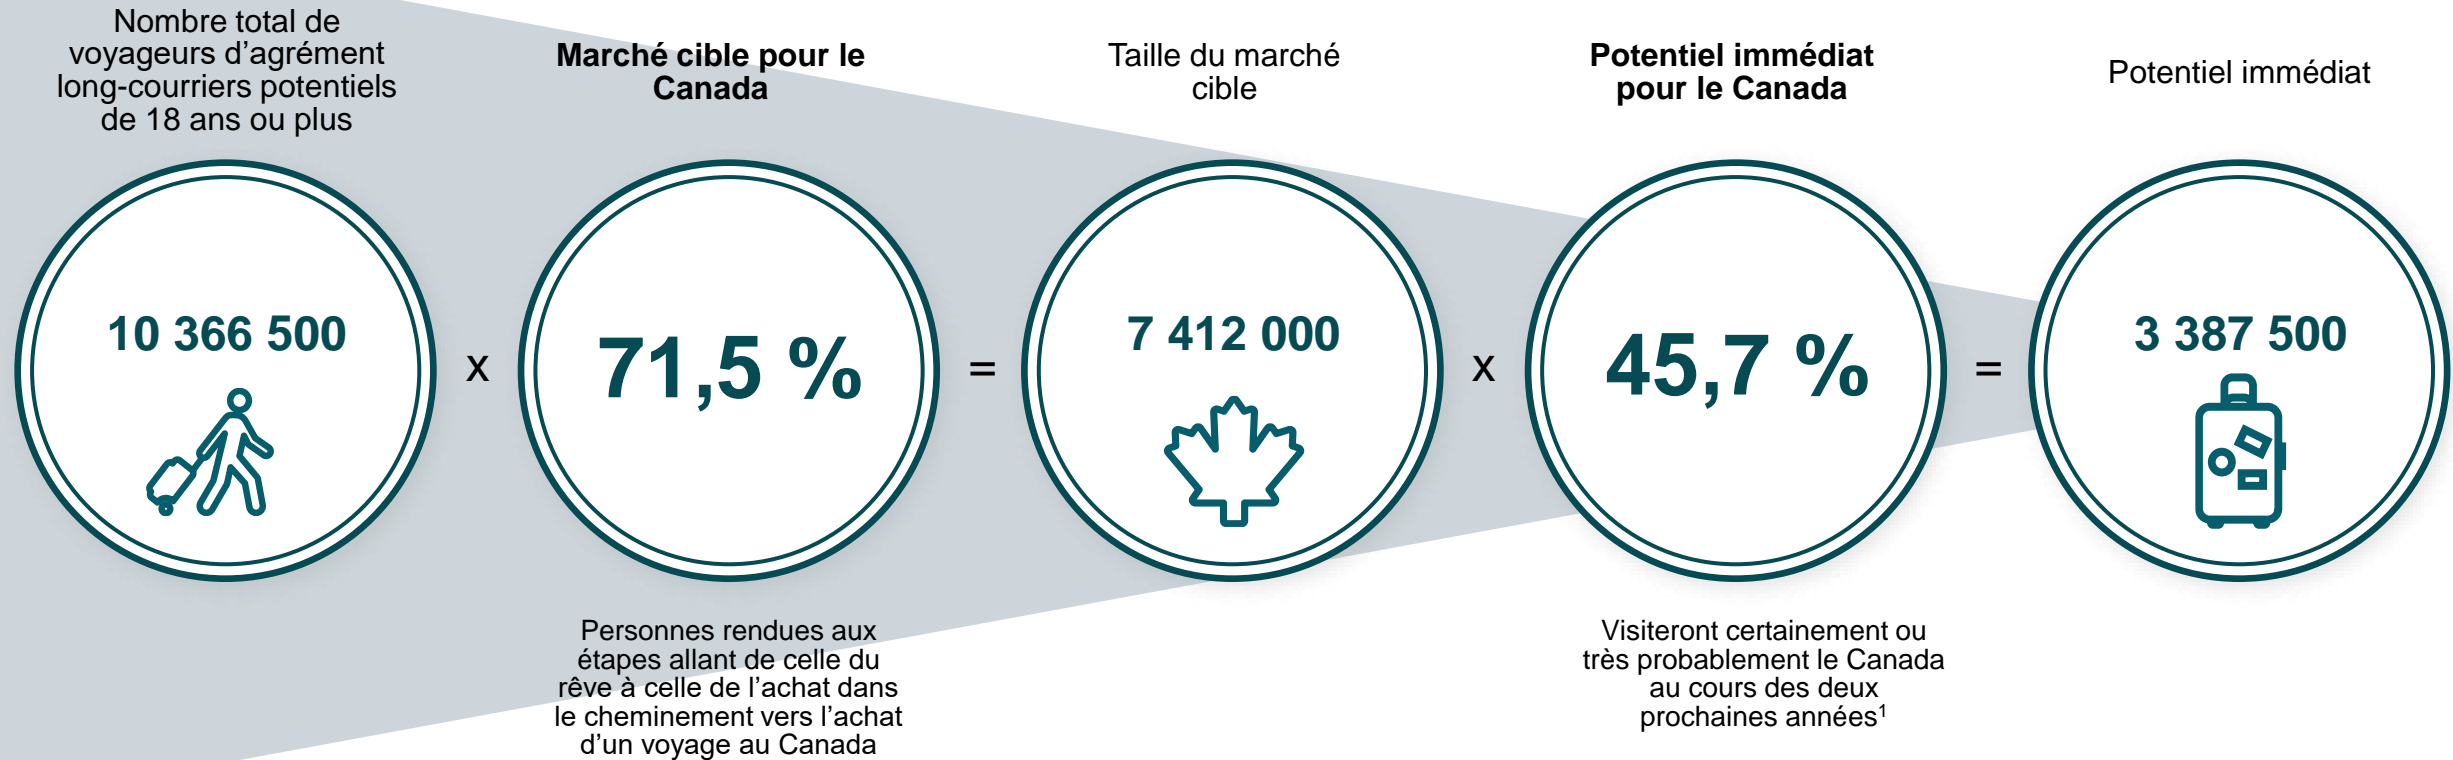 Nombre total de
voyageurs d’agrément
long-courriers potentiels
de 18 ans ou plus
10 366 500
x
Marché cible pour le
Canada
71,5 %
Personnes rendues aux
étapes allant de celle du
rêve à celle de l’achat dans
le cheminement vers l’achat
d’un voyage au Canada
=
Taille du marché
cible
7 412 000
x
Potentiel immédiat
pour le Canada
45,7 %
Visiteront certainement ou
très probablement le Canada
au cours des deux
prochaines années¹
=
Potentiel immédiat
3 387 500